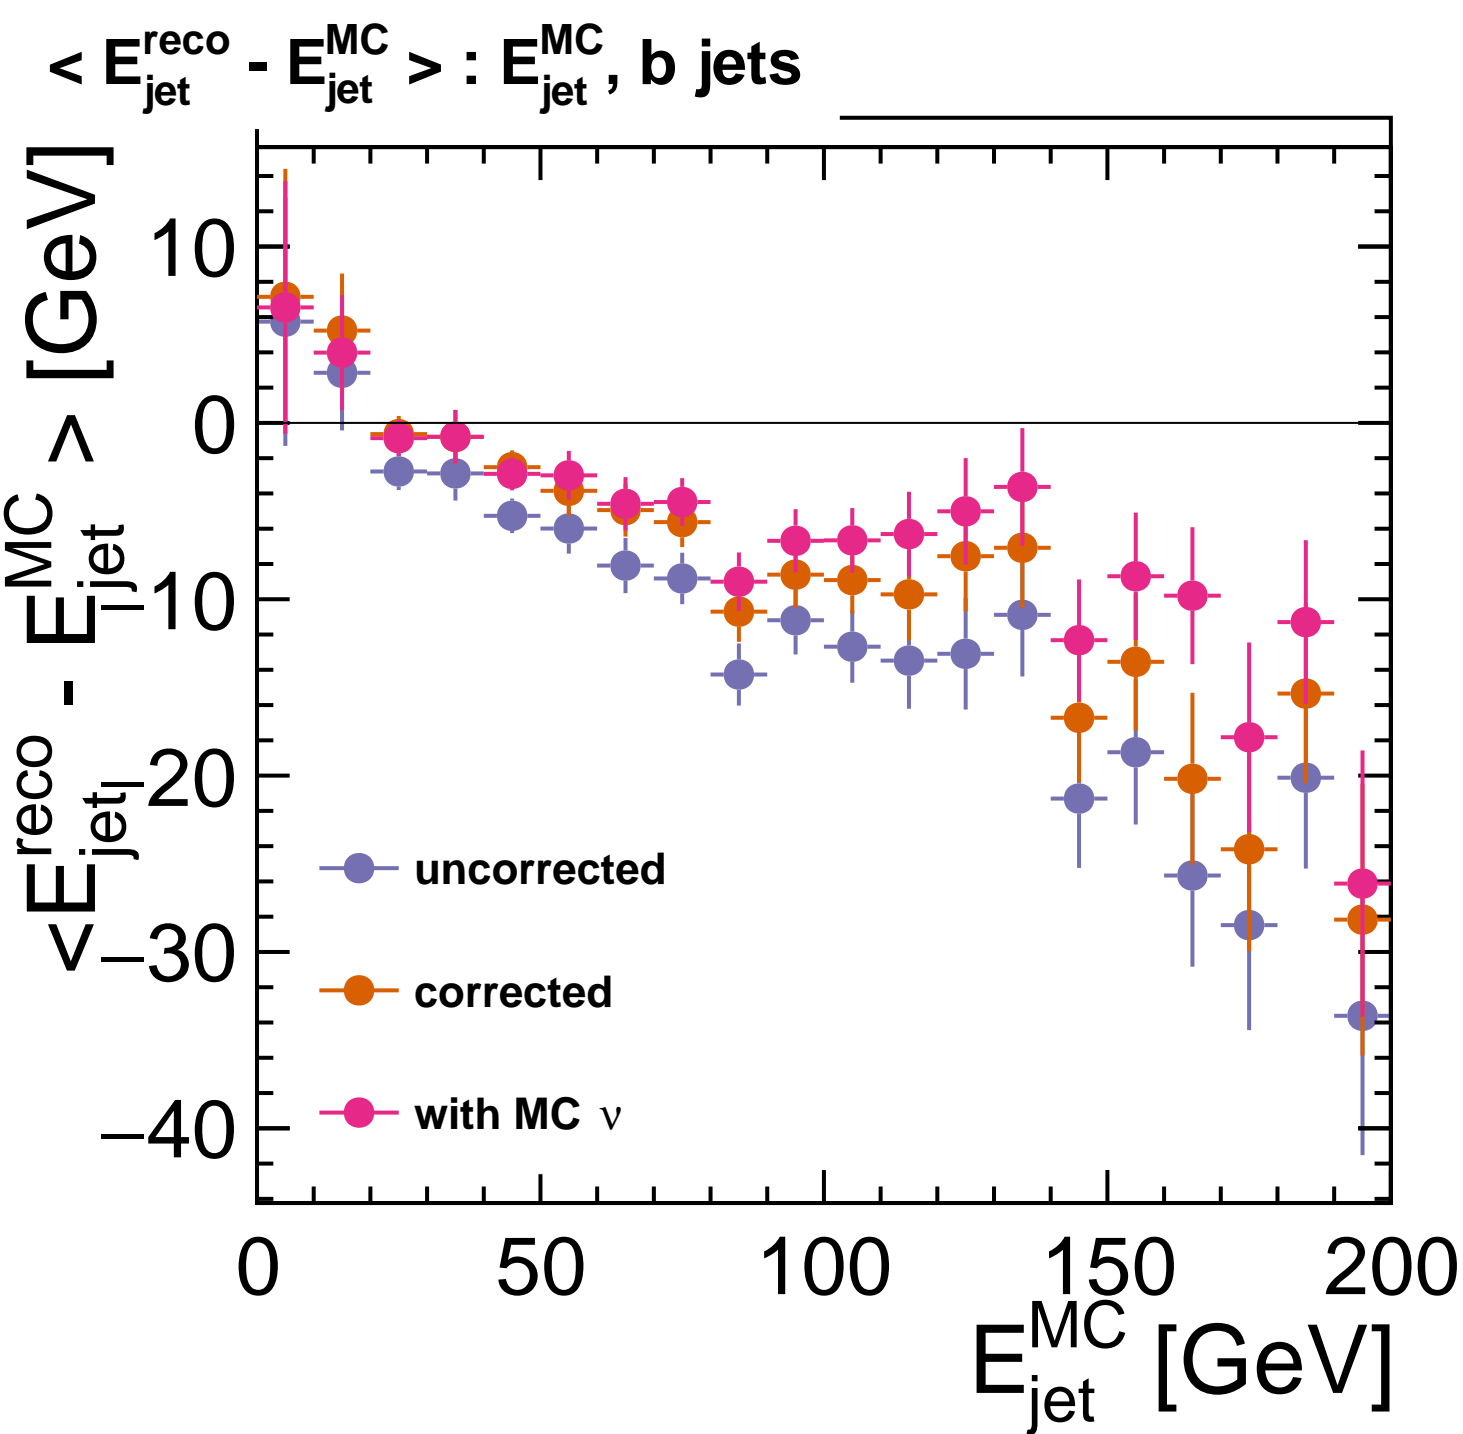 < E^reco_jet - E^MC_jet > : E^MC_jet , b jets
<E^reco_jet - E^MC_jet > [GeV]
10
0
−10
−20
−30
−40
uncorrected
corrected
with MC ν
0 50 100 150 200
E^MC_jet [GeV]